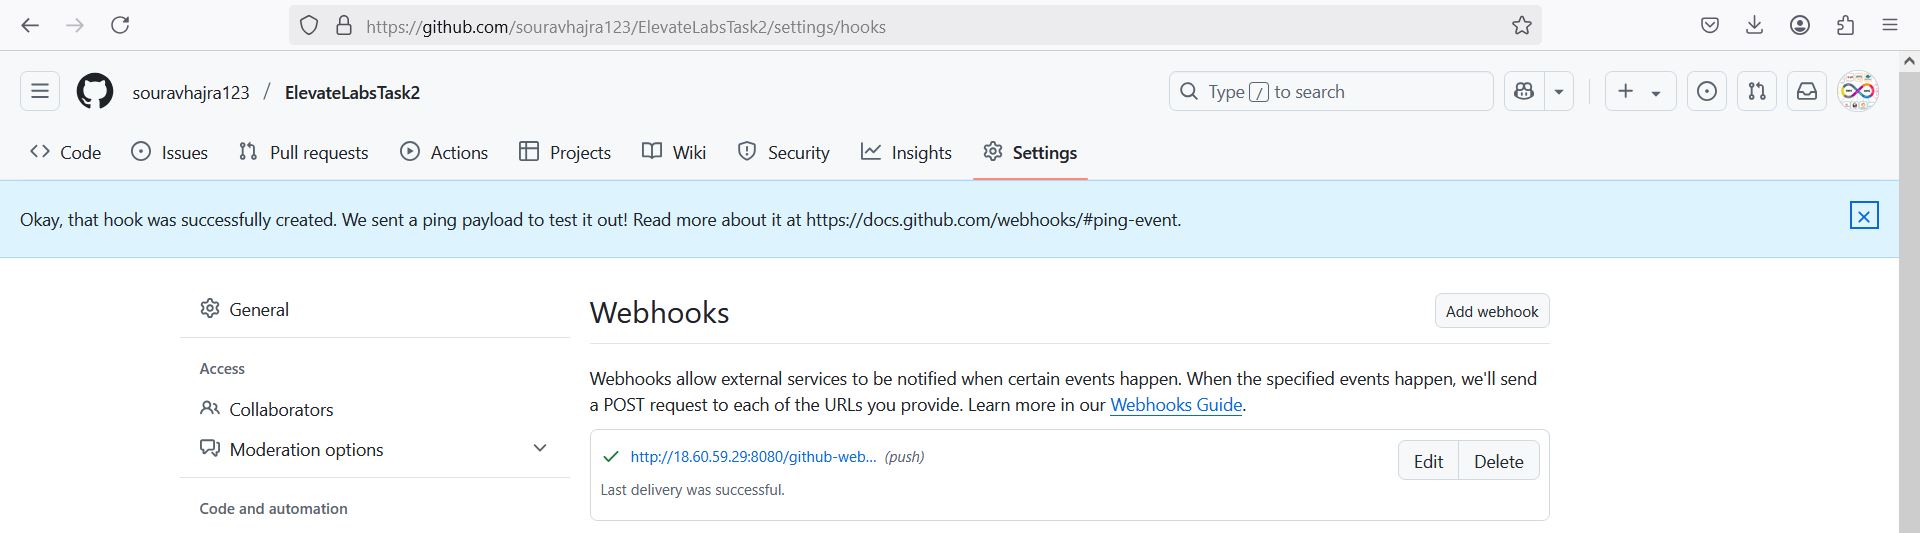 https://github.com/souravhajra123/ElevateLabsTask2/settings/hooks
souravhajra123 / ElevateLabsTask2
Type / to search
Code Issues Pull requests Actions Projects Wiki Security Insights Settings
Okay, that hook was successfully created. We sent a ping payload to test it out! Read more about it at https://docs.github.com/webhooks/#ping-event.
General
Access
Collaborators
Moderation options
Code and automation
Webhooks
Add webhook
Webhooks allow external services to be notified when certain events happen. When the specified events happen, we'll send
a POST request to each of the URLs you provide. Learn more in our Webhooks Guide.
http://18.60.59.29:8080/github-web... (push)
Edit Delete
Last delivery was successful.